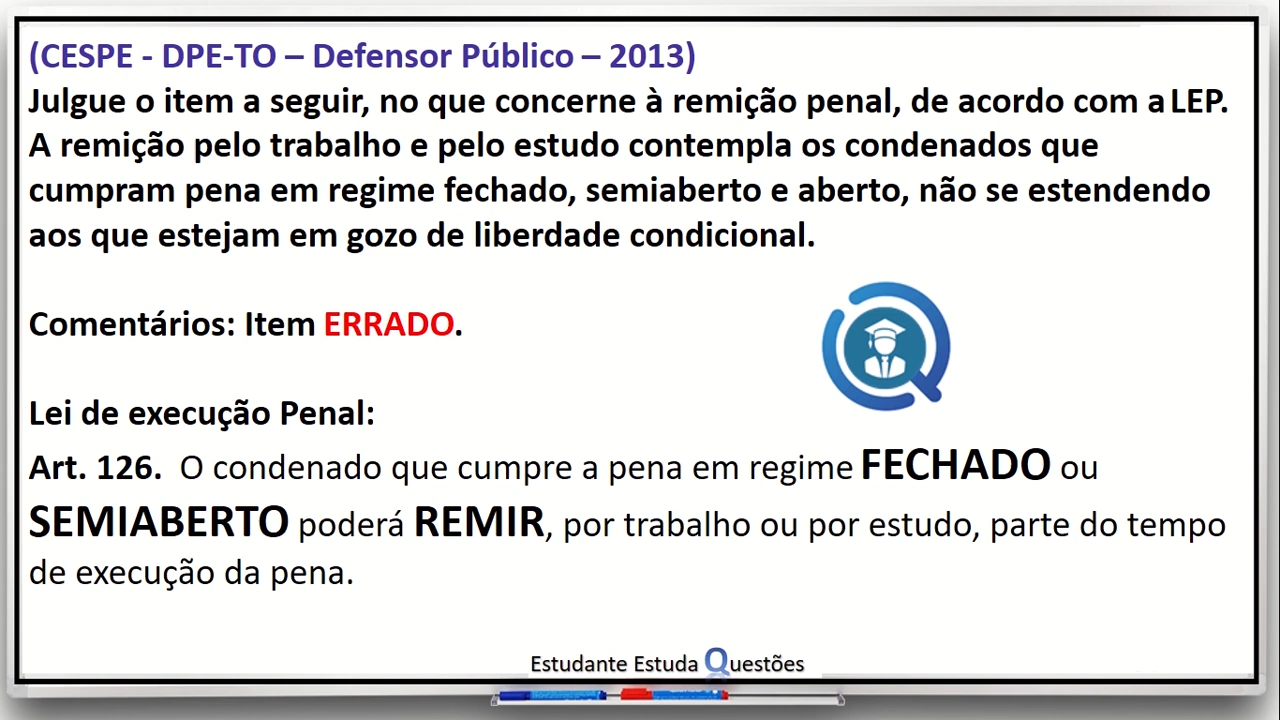 (CESPE - DPE-TO – Defensor Público – 2013)
Julgue o item a seguir, no que concerne à remição penal, de acordo com a LEP.
A remição pelo trabalho e pelo estudo contempla os condenados que
cumpram pena em regime fechado, semiaberto e aberto, não se estendendo
aos que estejam em gozo de liberdade condicional.
Comentários: Item ERRADO.
Lei de execução Penal:
Art. 126. O condenado que cumpre a pena em regime FECHADO ou
SEMIABERTO poderá REMIR, por trabalho ou por estudo, parte do tempo
de execução da pena.
Estudante Estuda Questões